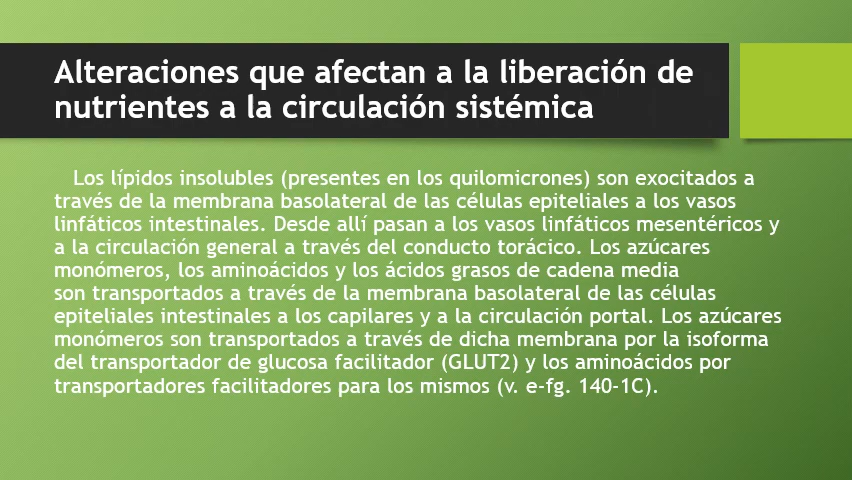 Alteraciones que afectan a la liberación de
nutrientes a la circulación sistémica
Los lípidos insolubles (presentes en los quilomicrones) son exocitados a
través de la membrana basolateral de las células epiteliales a los vasos
linfáticos intestinales. Desde allí pasan a los vasos linfáticos mesentéricos y
a la circulación general a través del conducto torácico. Los azúcares
monómeros, los aminoácidos y los ácidos grasos de cadena media
son transportados a través de la membrana basolateral de las células
epiteliales intestinales a los capilares y a la circulación portal. Los azúcares
monómeros son transportados a través de dicha membrana por la isoforma
del transportador de glucosa facilitador (GLUT2) y los aminoácidos por
transportadores facilitadores para los mismos (v. e-fg. 140-1C).